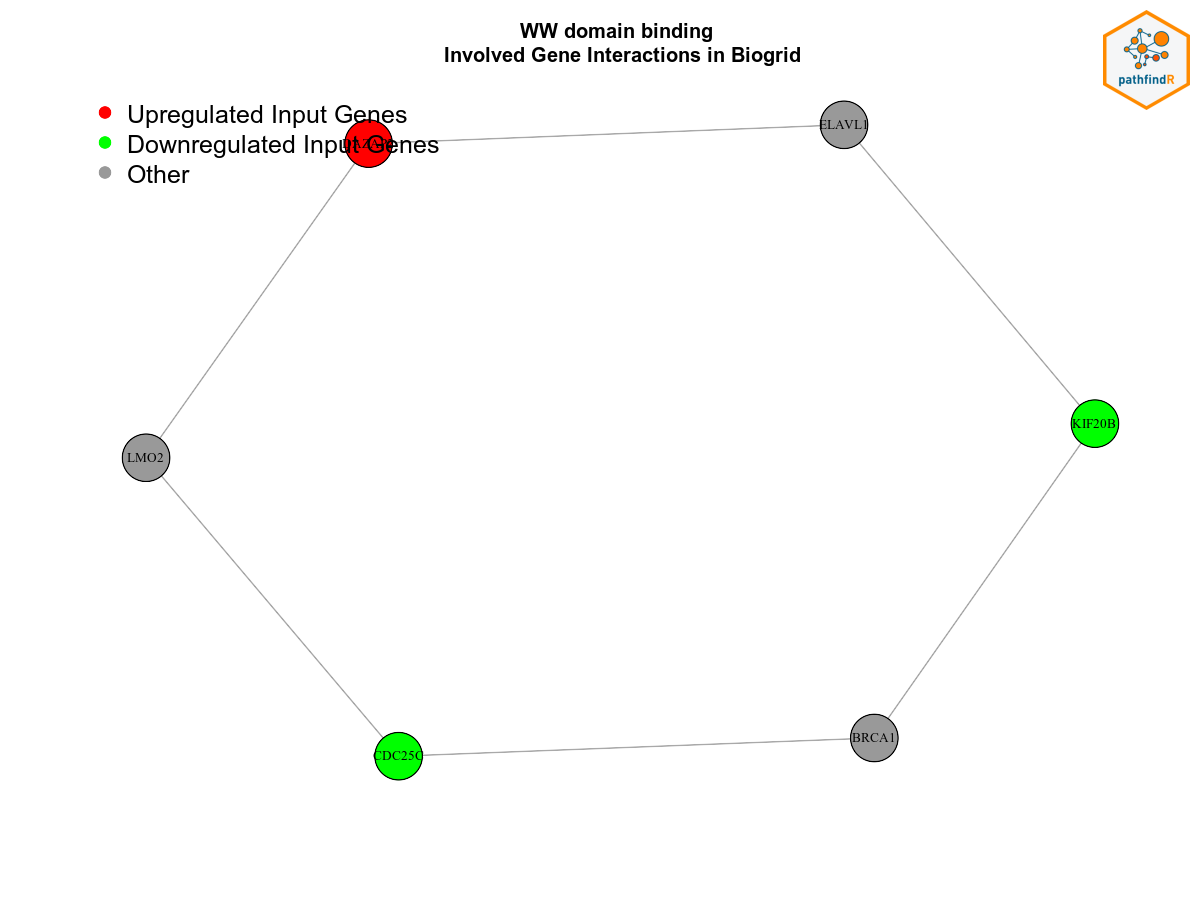 WW domain binding
Involved Gene Interactions in Biogrid
pathfindR
Upregulated Input Genes
Downregulated Input Genes
Other
ELAVL1
KIF20B
LMO2
CDC25C
BRCA1